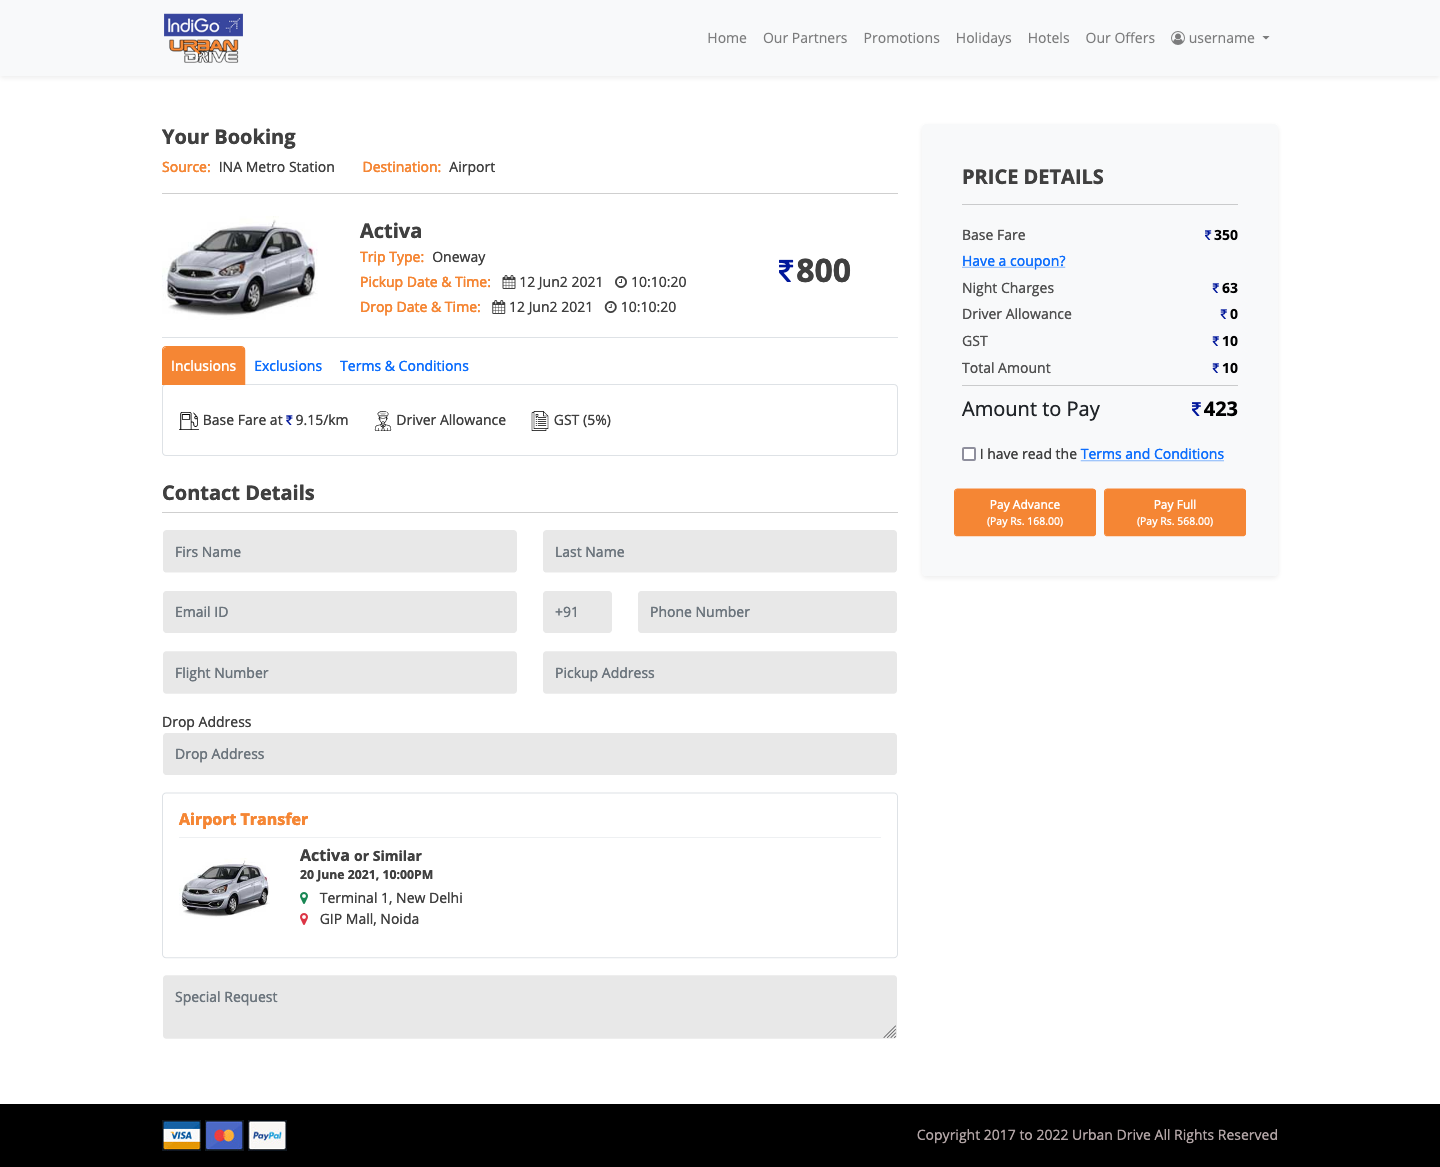 IndiGo
URBAN
DRIVE
Home Our Partners Promotions Holidays Hotels Our Offers username
Your Booking
Source: INA Metro Station Destination: Airport
Activa
Trip Type: Oneway
Pickup Date & Time: 12 Jun2 2021 10:10:20
Drop Date & Time: 12 Jun2 2021 10:10:20
₹800
Inclusions Exclusions Terms & Conditions
Base Fare at ₹ 9.15/km Driver Allowance GST (5%)
Contact Details
Firs Name Last Name
Email ID +91 Phone Number
Flight Number Pickup Address
Drop Address
Drop Address
Airport Transfer
Activa or Similar
20 June 2021, 10:00PM
Terminal 1, New Delhi
GIP Mall, Noida
Special Request
PRICE DETAILS
Base Fare ₹ 350
Have a coupon?
Night Charges ₹ 63
Driver Allowance ₹ 0
GST ₹ 10
Total Amount ₹ 10
Amount to Pay ₹ 423
I have read the Terms and Conditions
Pay Advance Pay Full
(Pay Rs. 168.00) (Pay Rs. 568.00)
VISA PayPal Copyright 2017 to 2022 Urban Drive All Rights Reserved